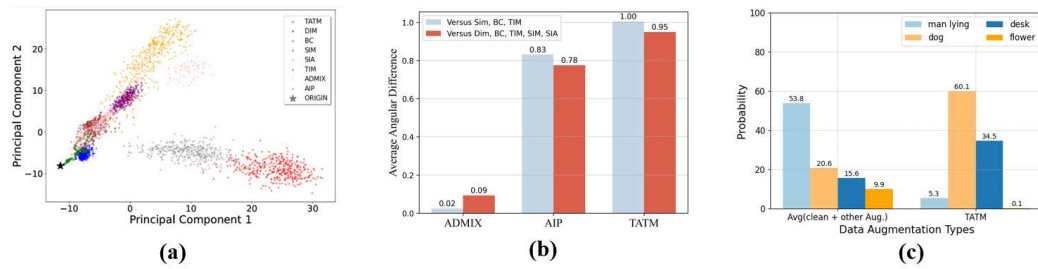 TATM
DIM
BC
SIM
SIA
TIM
ADMIX
AIP
ORIGIN
Principal Component 2
20
10
0
−10
−10 0 10 20 30
Principal Component 1
(a)
Average Angular Difference
Versus Sim, BC, TIM
Versus Dim, BC, TIM, SIM, SIA
1.0
0.8
0.6
0.4
0.2
0.0
0.02
0.09
0.83
0.78
1.00
0.95
ADMIX AIP TATM
(b)
Probability
man lying desk
dog flower
100
80
60
40
20
0
53.8
20.6
15.6
9.9
5.3
60.1
34.5
0.1
Avg(clean + other Aug.) TATM
Data Augmentation Types
(c)